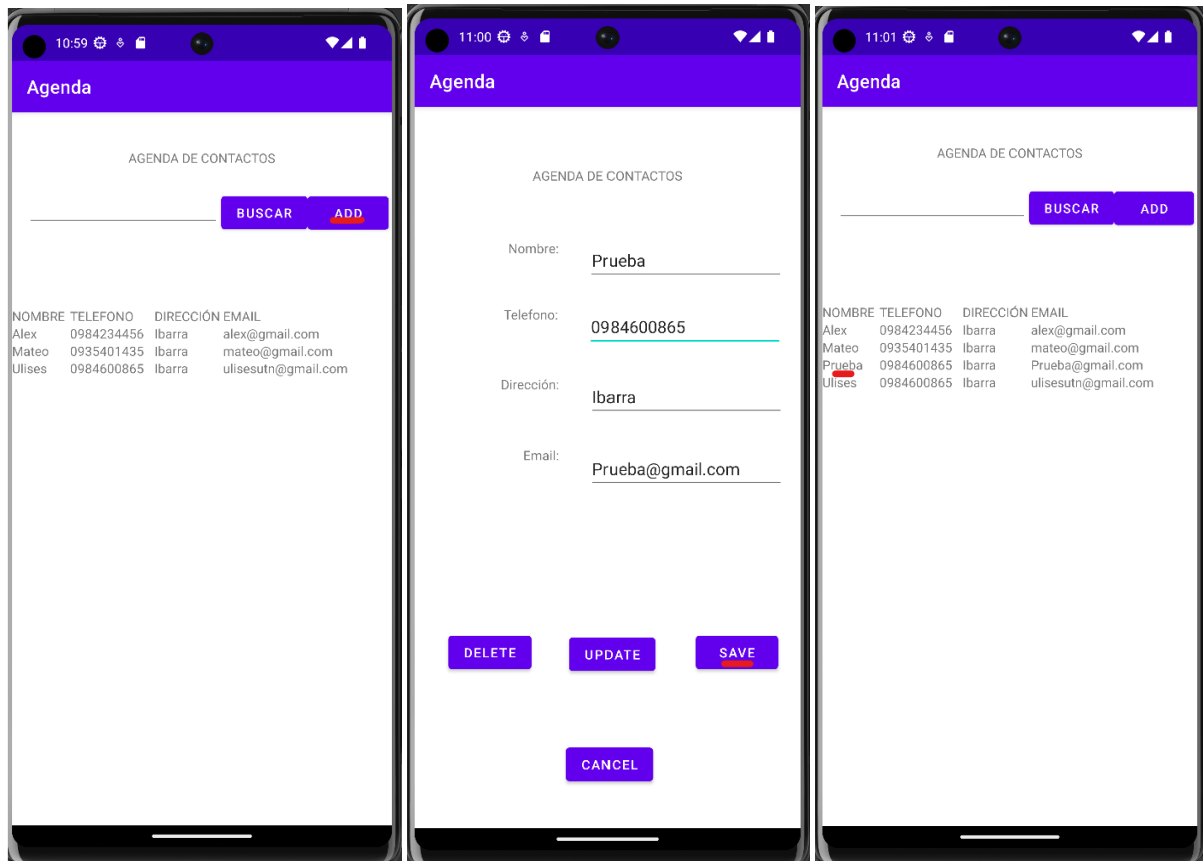 10:59
Agenda
AGENDA DE CONTACTOS
BUSCAR ADD
NOMBRE TELEFONO DIRECCIÓN EMAIL
Alex 0984234456 Ibarra alex@gmail.com
Mateo 0935401435 Ibarra mateo@gmail.com
Ulises 0984600865 Ibarra ulisesutn@gmail.com
11:00
Agenda
AGENDA DE CONTACTOS
Nombre: Prueba
Telefono: 0984600865
Dirección: Ibarra
Email: Prueba@gmail.com
DELETE UPDATE SAVE
CANCEL
11:01
Agenda
AGENDA DE CONTACTOS
BUSCAR ADD
NOMBRE TELEFONO DIRECCIÓN EMAIL
Alex 0984234456 Ibarra alex@gmail.com
Mateo 0935401435 Ibarra mateo@gmail.com
Prueba 0984600865 Ibarra Prueba@gmail.com
Ulises 0984600865 Ibarra ulisesutn@gmail.com